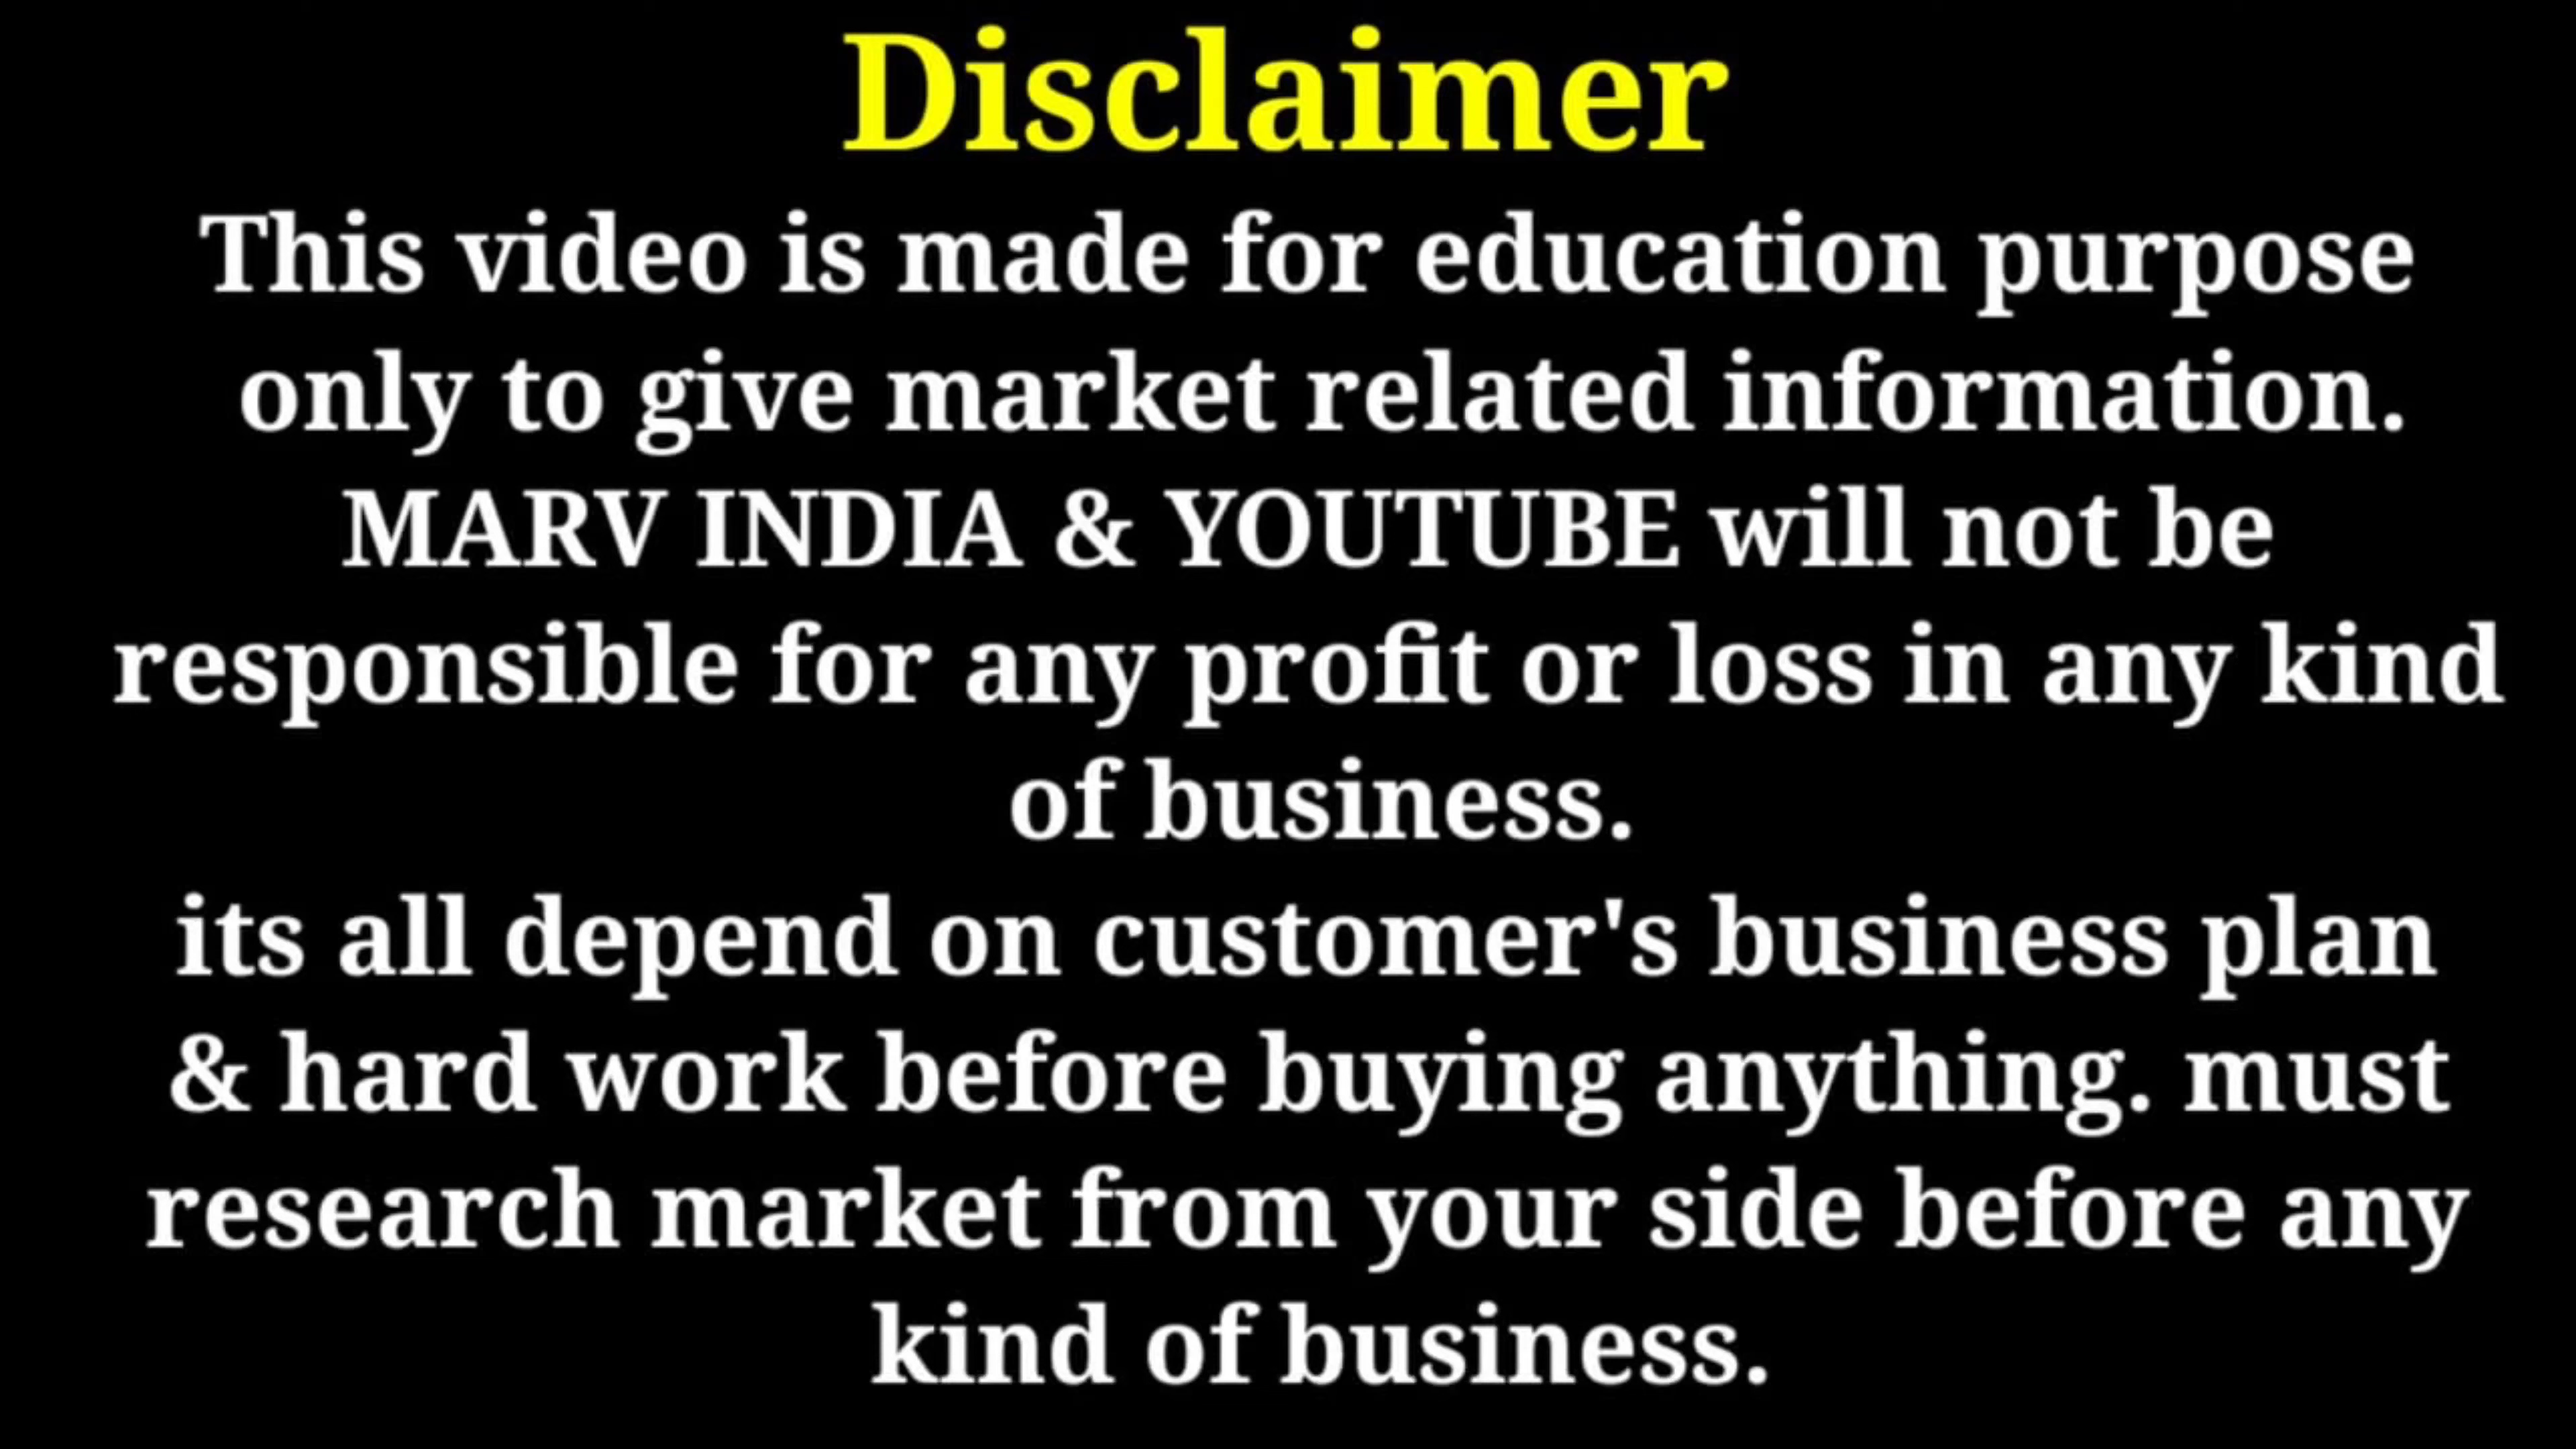 Disclaimer
This video is made for education purpose
only to give market related information.
MARV INDIA & YOUTUBE will not be
responsible for any profit or loss in any kind
of business.
its all depend on customer's business plan
& hard work before buying anything. must
research market from your side before any
kind of business.